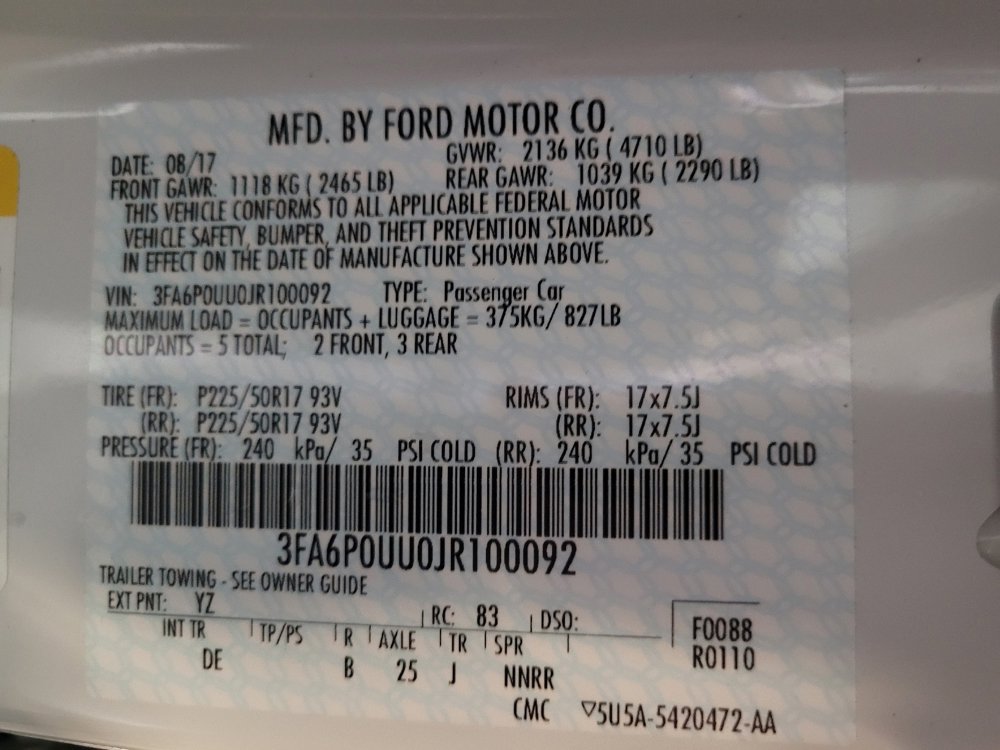 MFD. BY FORD MOTOR CO.
DATE: 08/17 GVWR: 2136 KG ( 4710 LB)
FRONT GAWR: 1118 KG ( 2465 LB) REAR GAWR: 1039 KG ( 2290 LB)
THIS VEHICLE CONFORMS TO ALL APPLICABLE FEDERAL MOTOR
VEHICLE SAFETY, BUMPER, AND THEFT PREVENTION STANDARDS
IN EFFECT ON THE DATE OF MANUFACTURE SHOWN ABOVE.
VIN: 3FA6P0UU0JR100092 TYPE: Passenger Car
MAXIMUM LOAD = OCCUPANTS + LUGGAGE = 375KG/ 827LB
OCCUPANTS = 5 TOTAL; 2 FRONT, 3 REAR
TIRE (FR): P225/50R17 93V RIMS (FR): 17x7.5J
(RR): P225/50R17 93V (RR): 17x7.5J
PRESSURE (FR): 240 kPa/ 35 PSI COLD (RR): 240 kPa/ 35 PSI COLD
3FA6P0UU0JR100092
TRAILER TOWING - SEE OWNER GUIDE
EXT PNT: YZ RC: 83 DSO:
INT TR TP/PS R AXLE TR SPR F0088
DE B 25 J NNRR R0110
CMC ▽5U5A-5420472-AA